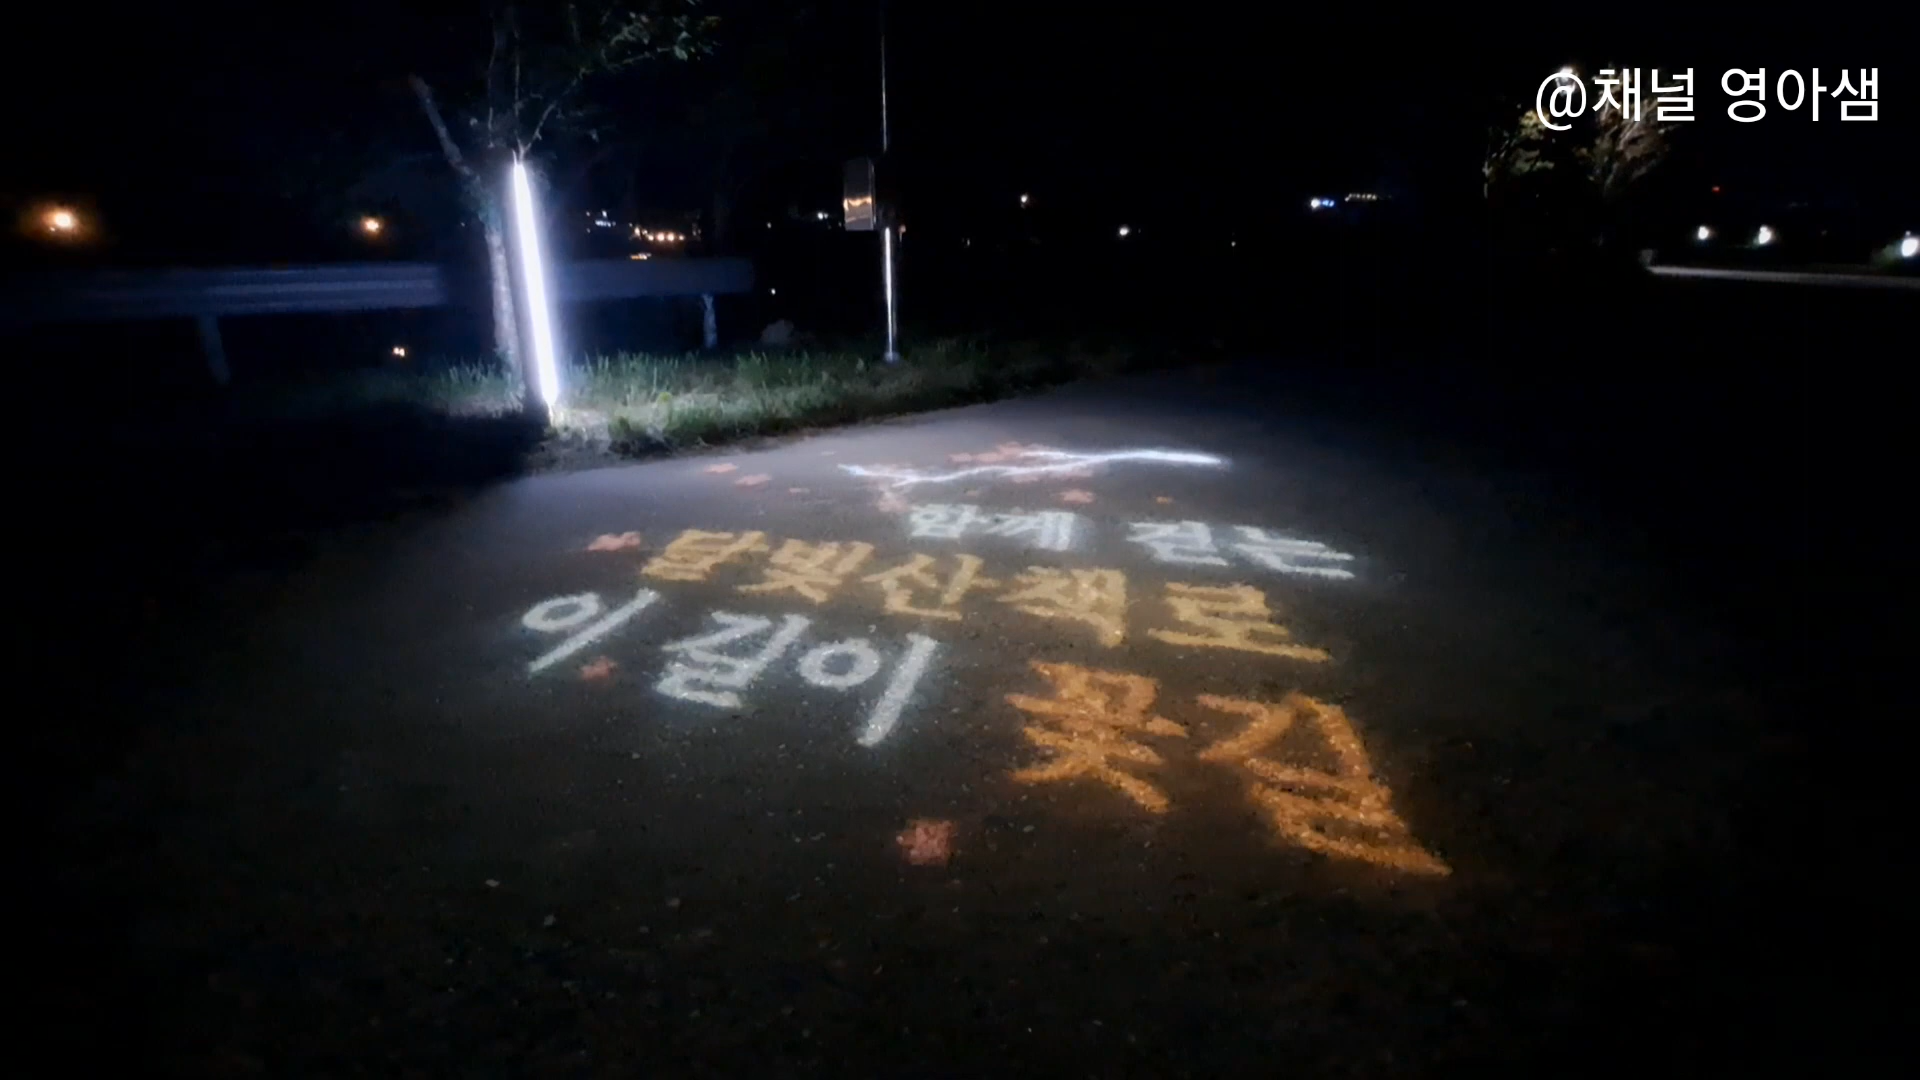 @채널 영아샘
함께 걷는
달빛산책로
이 길이 꽃길